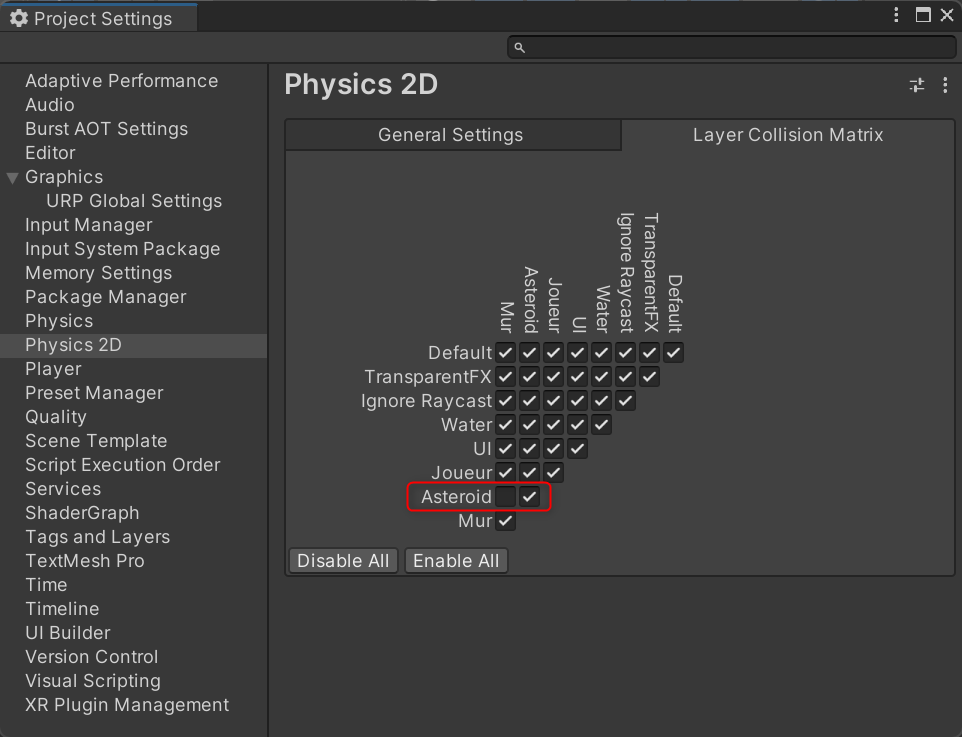 Project Settings
Adaptive Performance
Audio
Burst AOT Settings
Editor
Graphics
URP Global Settings
Input Manager
Input System Package
Memory Settings
Package Manager
Physics
Physics 2D
Player
Preset Manager
Quality
Scene Template
Script Execution Order
Services
ShaderGraph
Tags and Layers
TextMesh Pro
Time
Timeline
UI Builder
Version Control
Visual Scripting
XR Plugin Management
Physics 2D
General Settings
Layer Collision Matrix
Mur
Asteroid
Joueur
UI
Water
Ignore Raycast
TransparentFX
Default
Default
TransparentFX
Ignore Raycast
Water
UI
Joueur
Asteroid
Mur
Disable All
Enable All